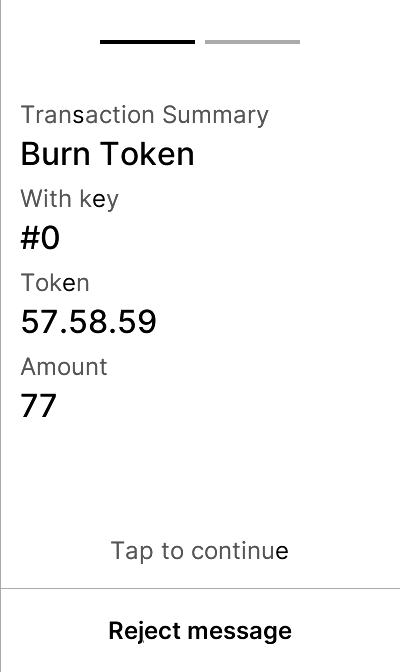 Transaction Summary
Burn Token
With key
#0
Token
57.58.59
Amount
77
Tap to continue
Reject message